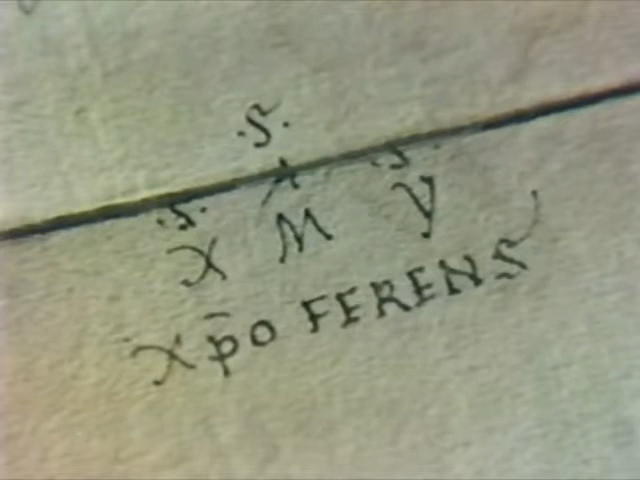 .S.
.S. A .S.
X M Y
Xp̄o FERENS